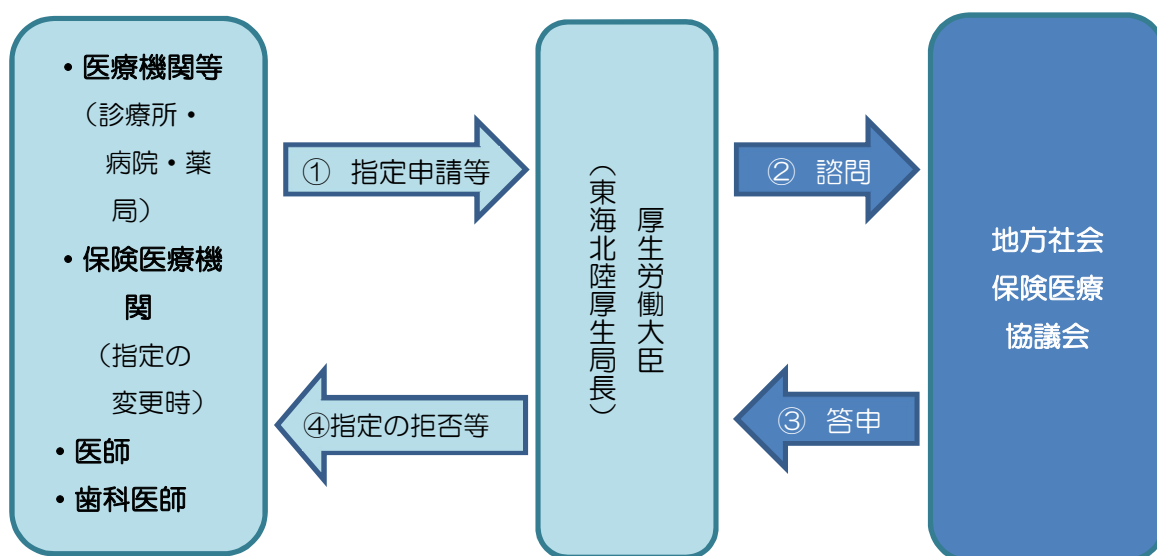 ・医療機関等
（診療所・
病院・薬
局）
・保険医療機
関
（指定の
変更時）
・医師
・歯科医師
① 指定申請等
④指定の拒否等
厚生労働大臣
（東海北陸厚生局長）
② 諮問
③ 答申
地方社会
保険医療
協議会